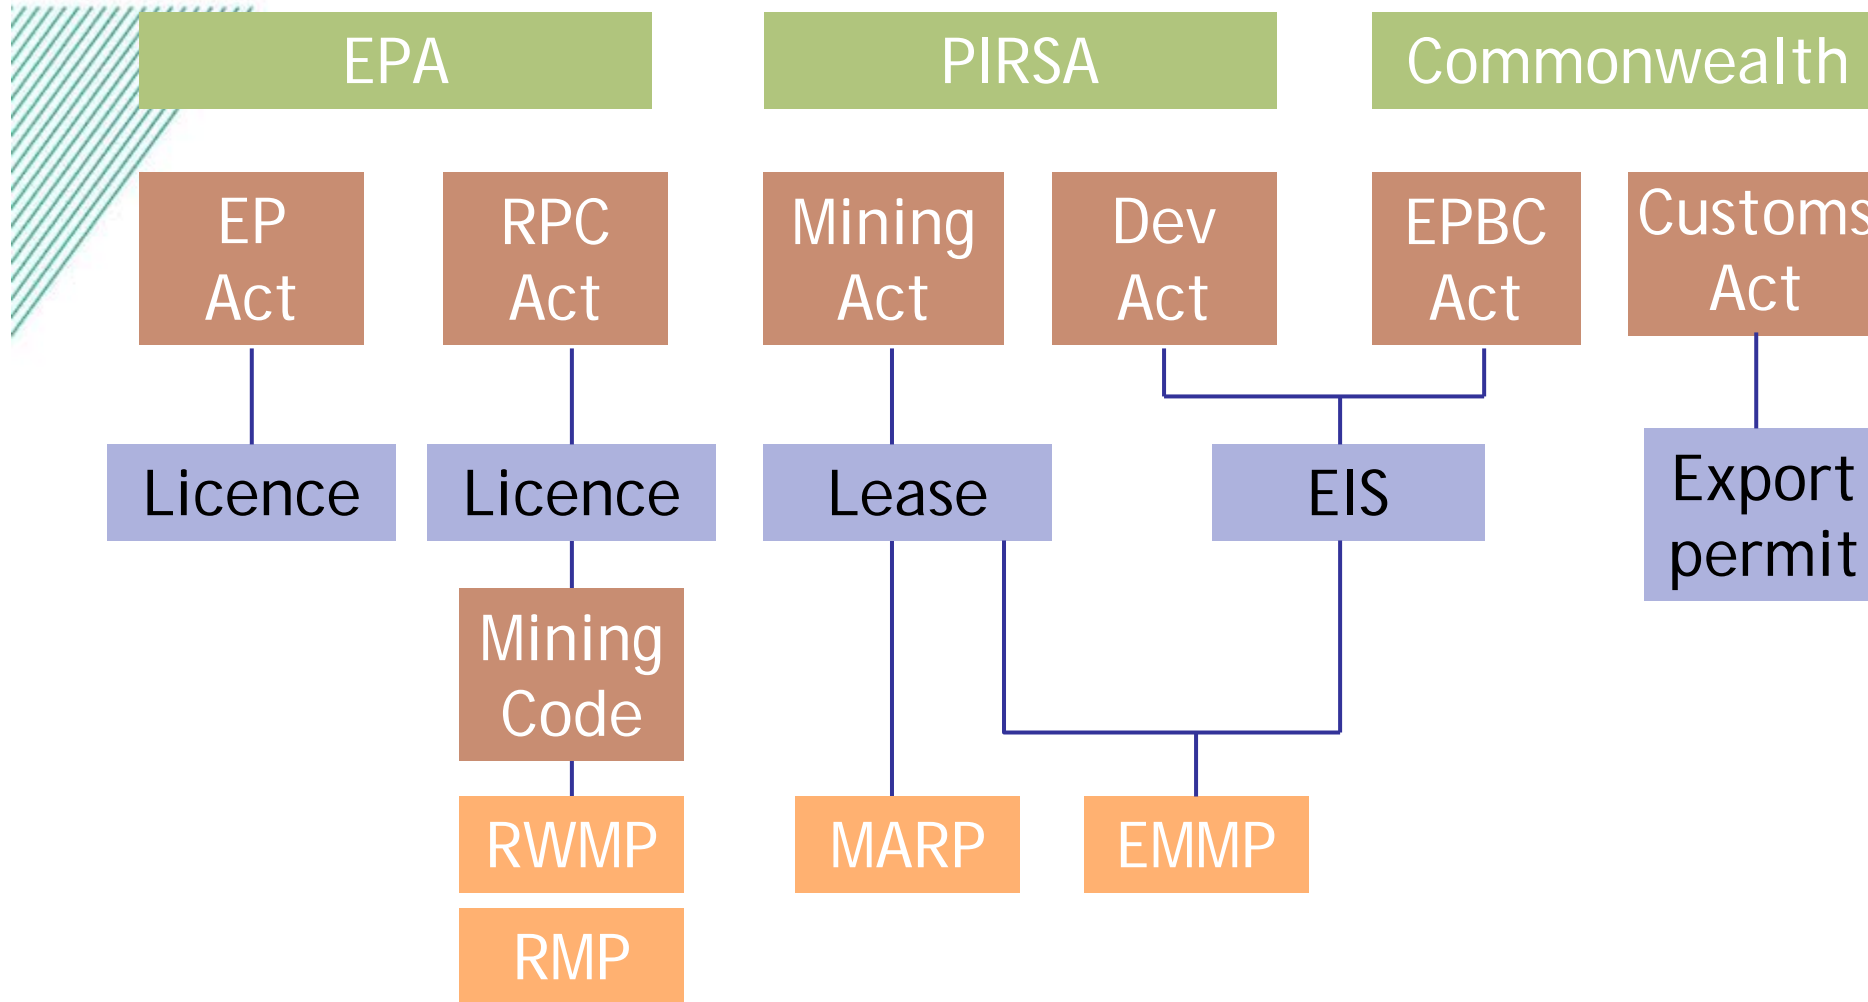 EPA
PIRSA
Commonwealth
EP
Act
RPC
Act
Mining
Act
Dev
Act
EPBC
Act
Customs
Act
Licence
Licence
Lease
EIS
Export
permit
Mining
Code
RWMP
MARP
EMMP
RMP